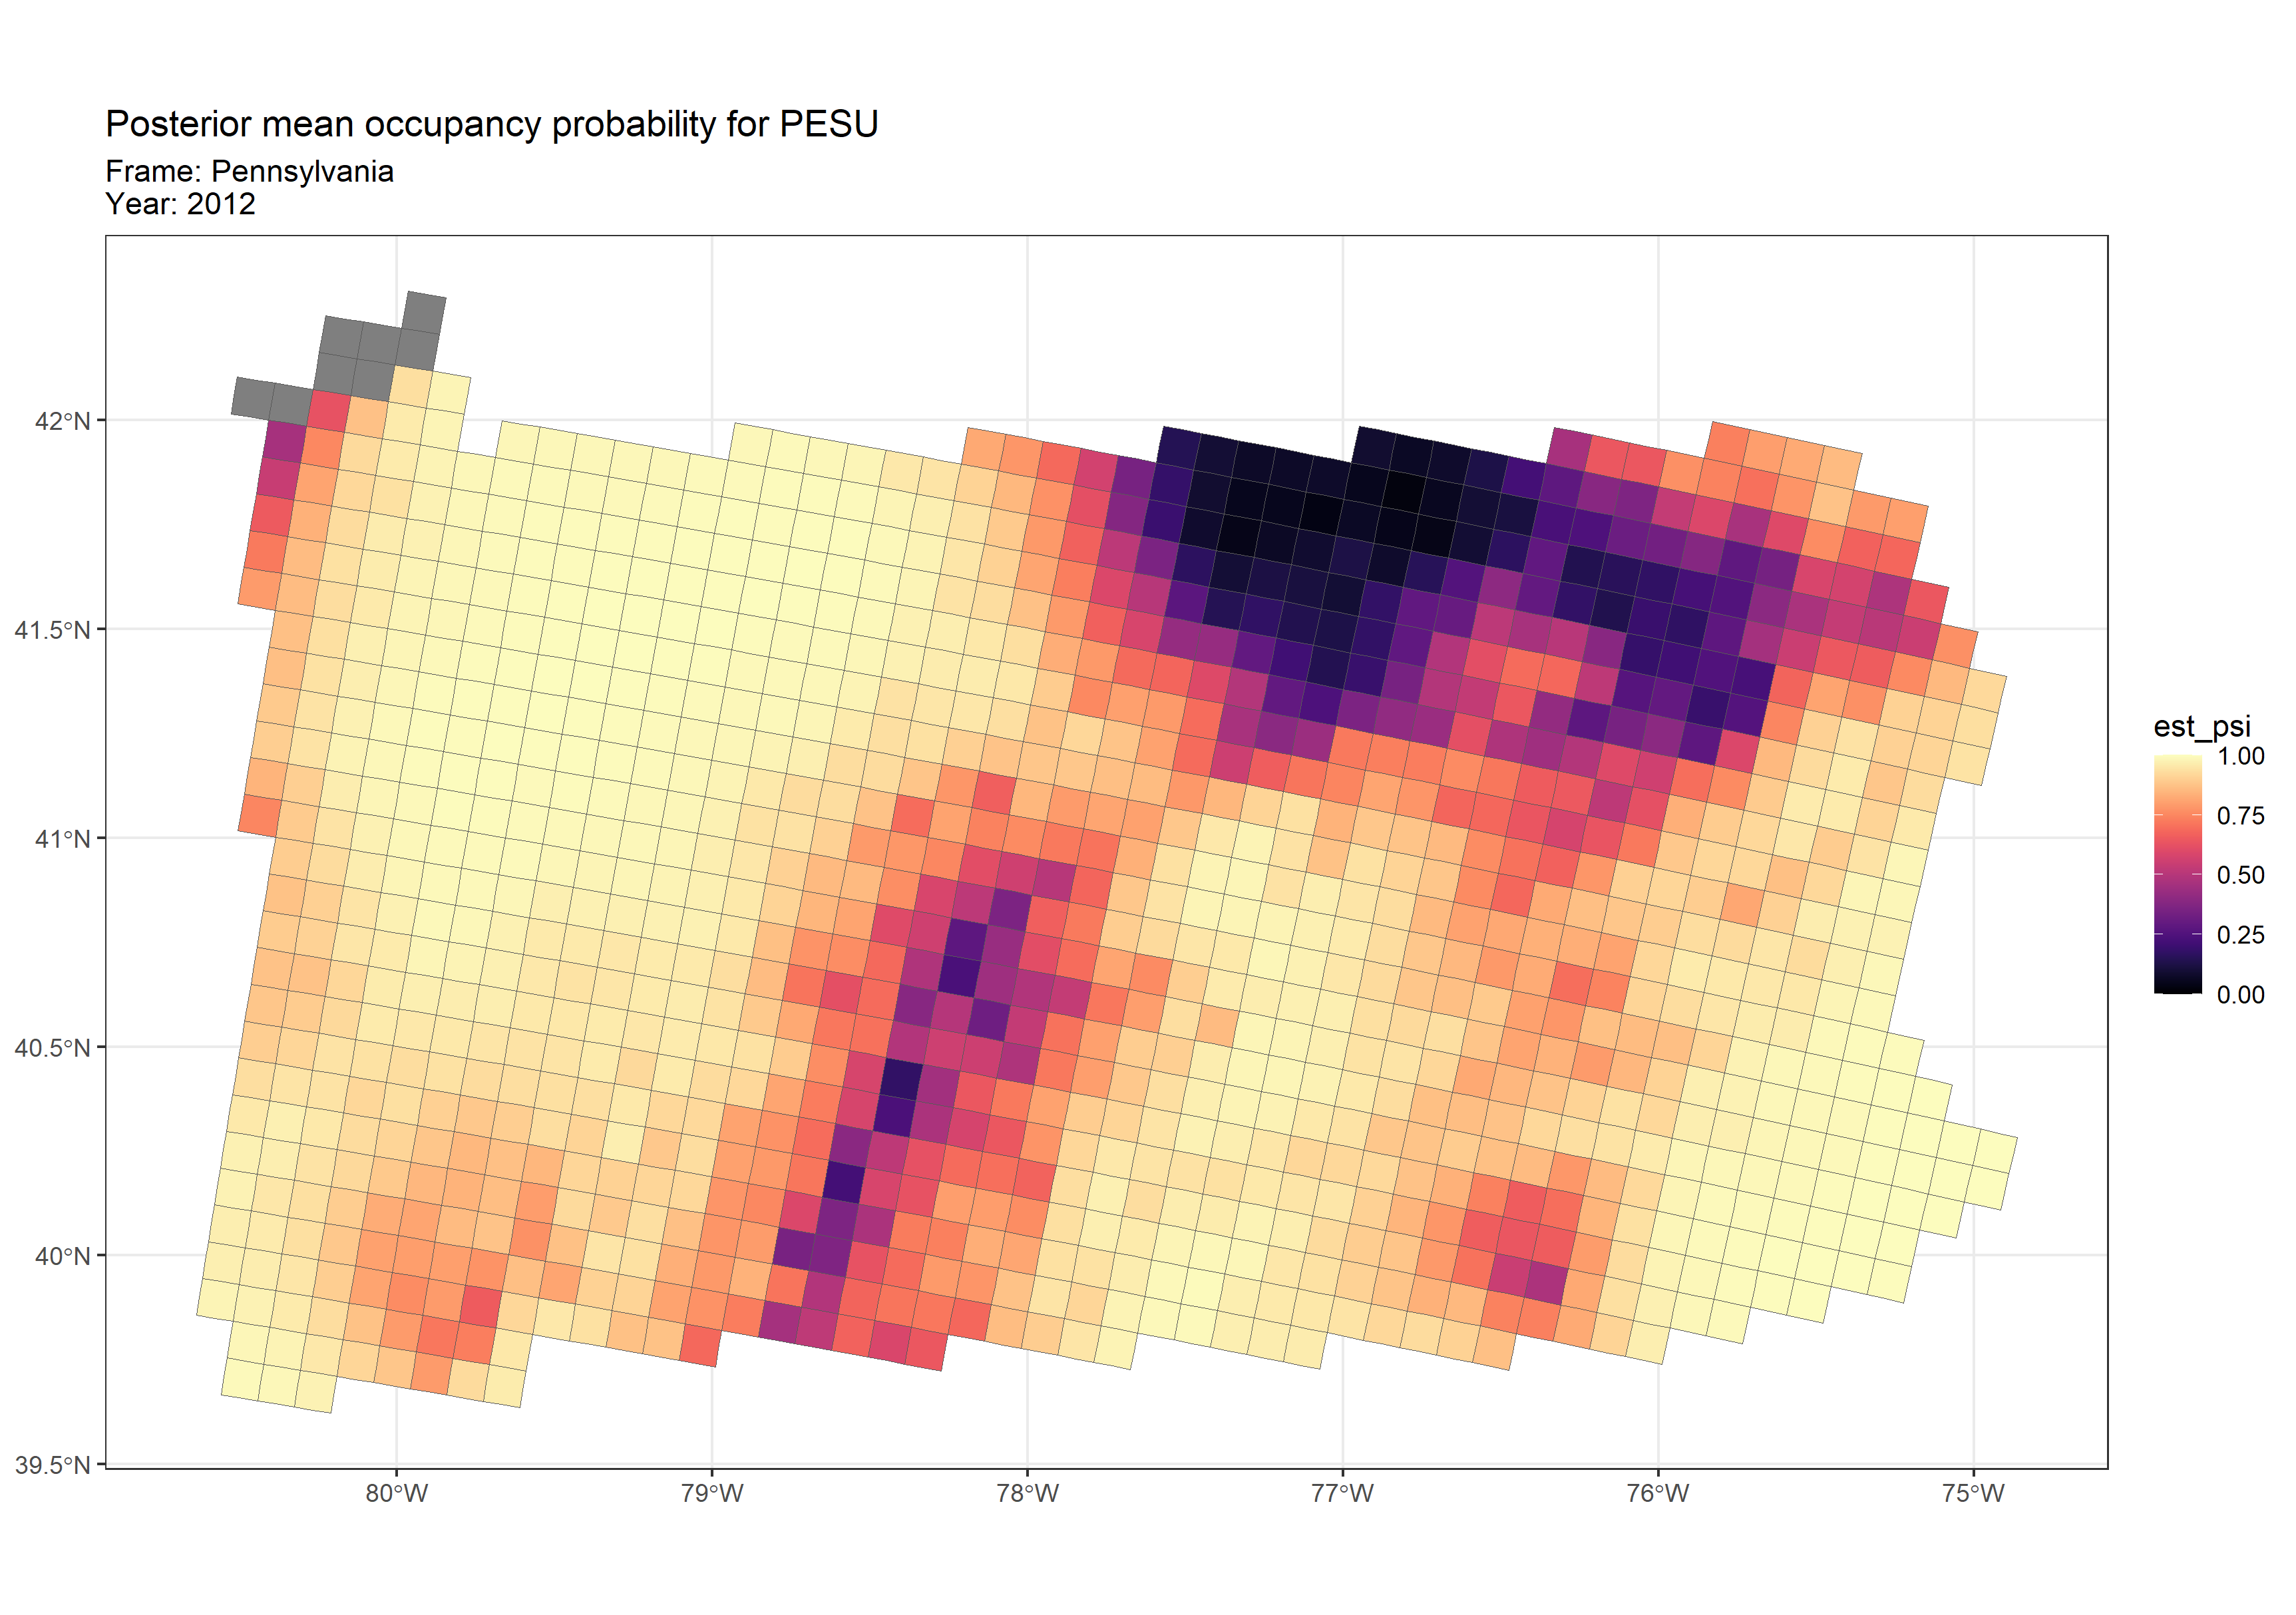 Posterior mean occupancy probability for PESU
Frame: Pennsylvania
Year: 2012
42°N
41.5°N
41°N
40.5°N
40°N
39.5°N
80°W
79°W
78°W
77°W
76°W
75°W
est_psi
1.00
0.75
0.50
0.25
0.00